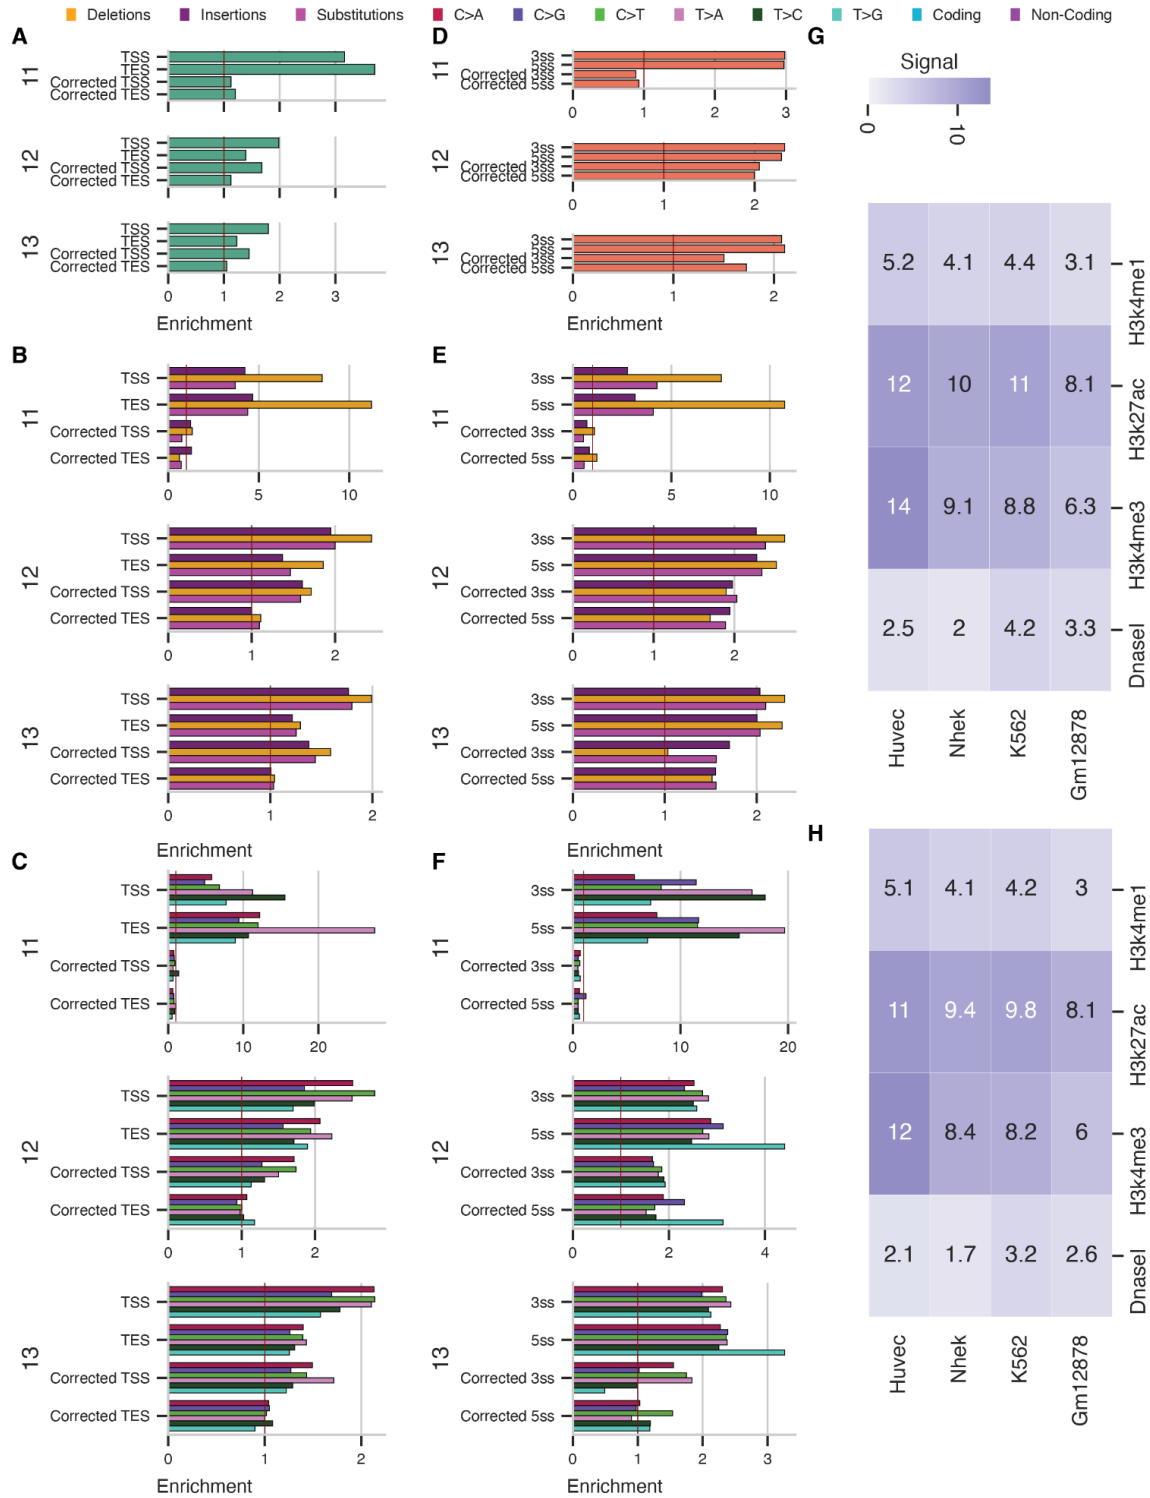 Deletions Insertions Substitutions C>A C>G C>T T>A T>C T>G Coding Non-Coding
A
11
TSS
TES
Corrected TSS
Corrected TES
12
TSS
TES
Corrected TSS
Corrected TES
13
TSS
TES
Corrected TSS
Corrected TES
0 1 2 3
Enrichment
B
11
TSS
TES
Corrected TSS
Corrected TES
0 5 10
12
TSS
TES
Corrected TSS
Corrected TES
0 1 2
13
TSS
TES
Corrected TSS
Corrected TES
0 1 2
Enrichment
C
11
TSS
TES
Corrected TSS
Corrected TES
0 10 20
12
TSS
TES
Corrected TSS
Corrected TES
0 1 2
13
TSS
TES
Corrected TSS
Corrected TES
0 1 2
Enrichment
D
11
3ss
5ss
Corrected 3ss
Corrected 5ss
0 1 2 3
12
3ss
5ss
Corrected 3ss
Corrected 5ss
0 1 2
13
3ss
5ss
Corrected 3ss
Corrected 5ss
0 1 2
Enrichment
E
11
3ss
5ss
Corrected 3ss
Corrected 5ss
0 5 10
12
3ss
5ss
Corrected 3ss
Corrected 5ss
0 1 2
13
3ss
5ss
Corrected 3ss
Corrected 5ss
0 1 2
Enrichment
F
11
3ss
5ss
Corrected 3ss
Corrected 5ss
0 10 20
12
3ss
5ss
Corrected 3ss
Corrected 5ss
0 2 4
13
3ss
5ss
Corrected 3ss
Corrected 5ss
0 1 2 3
Enrichment
G
Signal
0 10
5.2 4.1 4.4 3.1 H3k4me1
12 10 11 8.1 H3k27ac
14 9.1 8.8 6.3 H3k4me3
2.5 2 4.2 3.3 DnaseI
Huvec Nhek K562 Gm12878
H
5.1 4.1 4.2 3 H3k4me1
11 9.4 9.8 8.1 H3k27ac
12 8.4 8.2 6 H3k4me3
2.1 1.7 3.2 2.6 DnaseI
Huvec Nhek K562 Gm12878